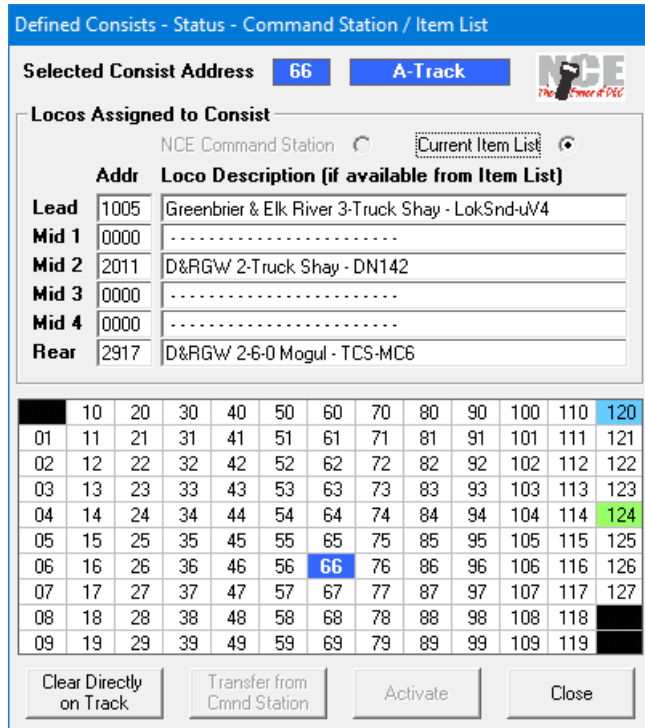 Defined Consists - Status - Command Station / Item List
Selected Consist Address 66 A-Track
NCE
The Power of DCC
Locos Assigned to Consist
NCE Command Station Current Item List
Addr Loco Description (if available from Item List)
Lead 1005 Greenbrier & Elk River 3-Truck Shay - LokSnd-uV4
Mid 1 0000 - - - - - - - - - - - - - - - - - - - - - - - -
Mid 2 2011 D&RGW 2-Truck Shay - DN142
Mid 3 0000 - - - - - - - - - - - - - - - - - - - - - - - -
Mid 4 0000 - - - - - - - - - - - - - - - - - - - - - - - -
Rear 2917 D&RGW 2-6-0 Mogul - TCS-MC6
10 20 30 40 50 60 70 80 90 100 110 120
01 11 21 31 41 51 61 71 81 91 101 111 121
02 12 22 32 42 52 62 72 82 92 102 112 122
03 13 23 33 43 53 63 73 83 93 103 113 123
04 14 24 34 44 54 64 74 84 94 104 114 124
05 15 25 35 45 55 65 75 85 95 105 115 125
06 16 26 36 46 56 66 76 86 96 106 116 126
07 17 27 37 47 57 67 77 87 97 107 117 127
08 18 28 38 48 58 68 78 88 98 108 118
09 19 29 39 49 59 69 79 89 99 109 119
Clear Directly on Track
Transfer from Cmnd Station
Activate
Close